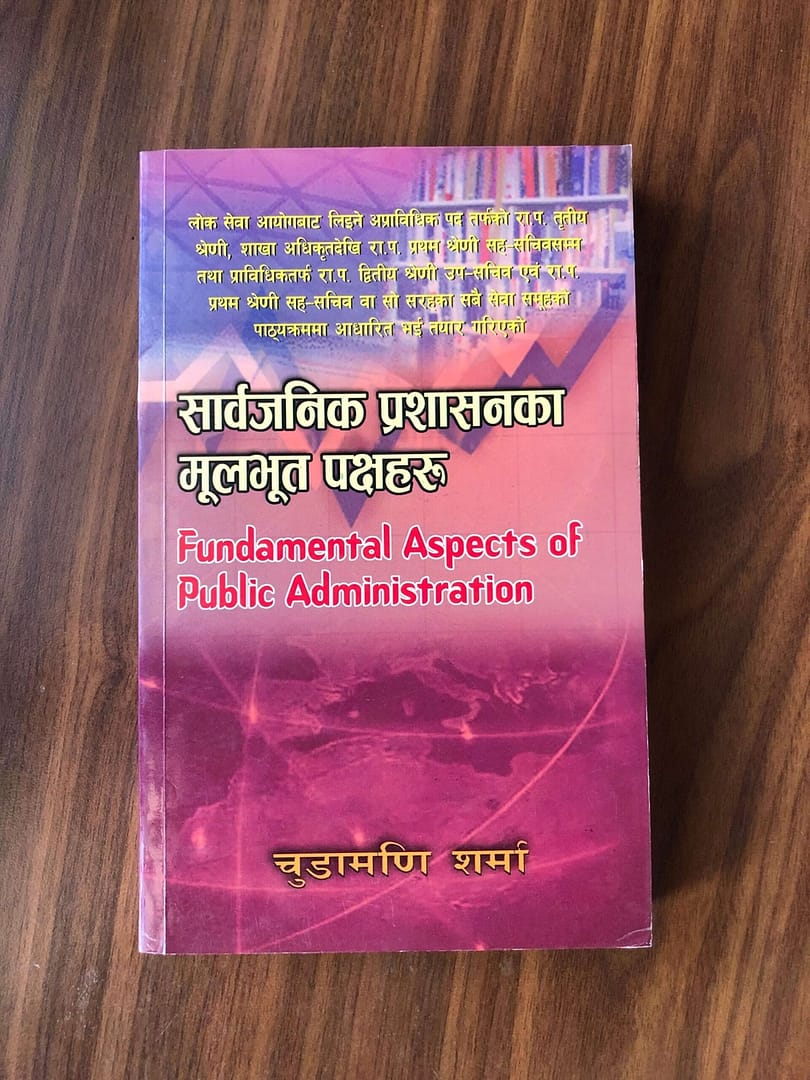 लोक सेवा आयोगबाट लिइने अप्राविधिक पद तर्फको रा.प. तृतीय
श्रेणी, शाखा अधिकृतदेखि रा.प. प्रथम श्रेणी सह-सचिवसम्म
तथा प्राविधिकतर्फ रा.प. द्वितीय श्रेणी उप-सचिव एवं रा.प.
प्रथम श्रेणी सह-सचिव वा सो सरहका सबै सेवा समूहको
पाठ्यक्रममा आधारित भई तयार गरिएको
सार्वजनिक प्रशासनका
मूलभूत पक्षहरू
Fundamental Aspects of
Public Administration
चुडामणि शर्मा